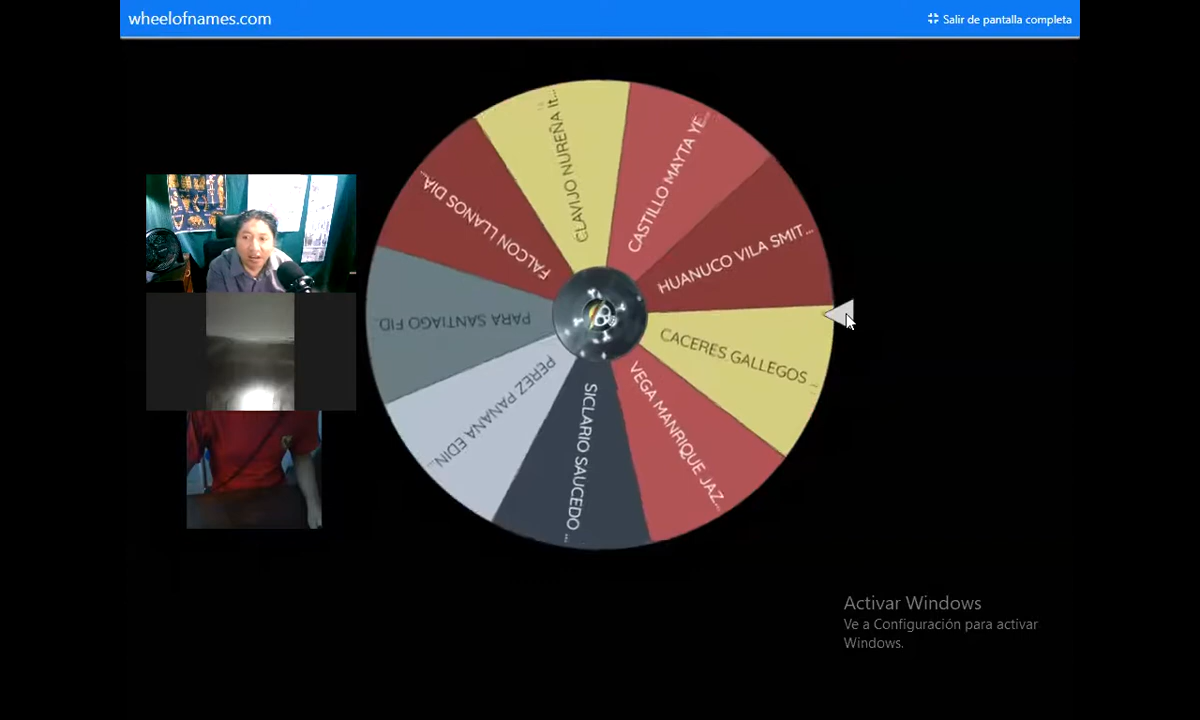 wheelofnames.com
Salir de pantalla completa
CLAVIJO NUREÑA It...
CASTILLO MAYTA YE...
HUANUCO VILA SMIT...
CACERES GALLEGOS ...
VEGA MANRIQUE JAZ...
SICLARIO SAUCEDO ...
PEREZ PANANA EDIN...
PARA SANTIAGO FID...
FALCON LLANOS DIA...
Activar Windows
Ve a Configuración para activar
Windows.